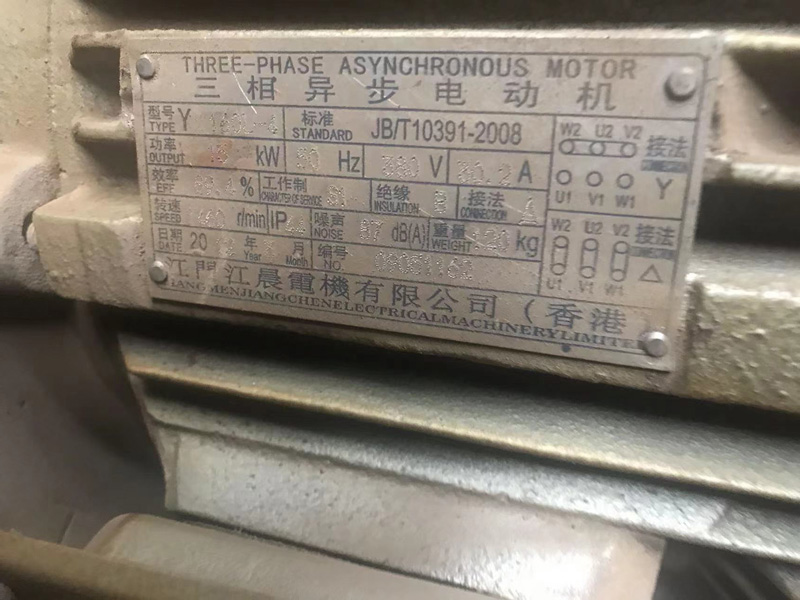 THREE-PHASE ASYNCHRONOUS MOTOR
三相异步电动机
型号 TYPE Y 标准 STANDARD JB/T10391-2008
功率 OUTPUT kW 50 Hz 380 V 30.2 A
效率 EFF % 工作制 CHARACTER OF SERVICE S1 绝缘 INSULATION B 接法 CONNECTION △
转速 SPEED r/min IP 噪声 NOISE dB(A) 重量 WEIGHT kg
日期 DATE 20 年 Year 月 Month 编号 NO.
W2 U2 V2 接法 CONNECTION
U1 V1 W1 Y
W2 U2 V2 接法 CONNECTION
U1 V1 W1 △
江門江晨電機有限公司（香港
JIANGMENJIANGCHENELECTRICALMACHINERYLIMITE